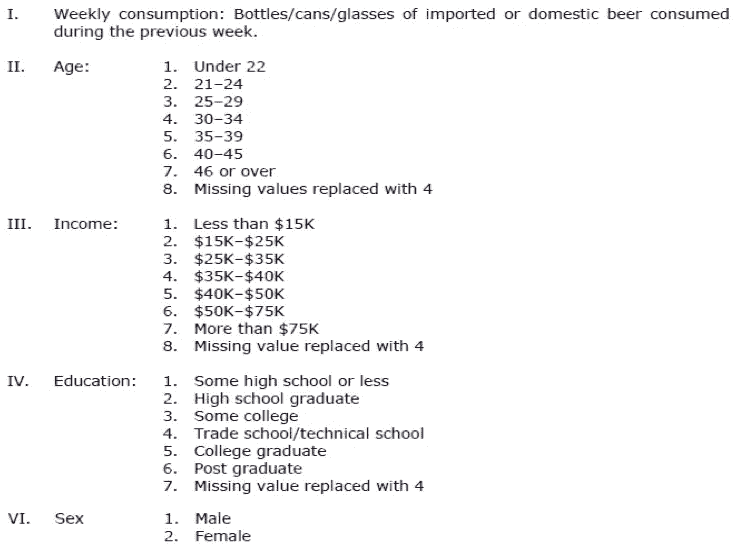 I. Weekly consumption: Bottles/cans/glasses of imported or domestic beer consumed
during the previous week.
II. Age: 1. Under 22
2. 21–24
3. 25–29
4. 30–34
5. 35–39
6. 40–45
7. 46 or over
8. Missing values replaced with 4
III. Income: 1. Less than $15K
2. $15K–$25K
3. $25K–$35K
4. $35K–$40K
5. $40K–$50K
6. $50K–$75K
7. More than $75K
8. Missing value replaced with 4
IV. Education: 1. Some high school or less
2. High school graduate
3. Some college
4. Trade school/technical school
5. College graduate
6. Post graduate
7. Missing value replaced with 4
VI. Sex 1. Male
2. Female